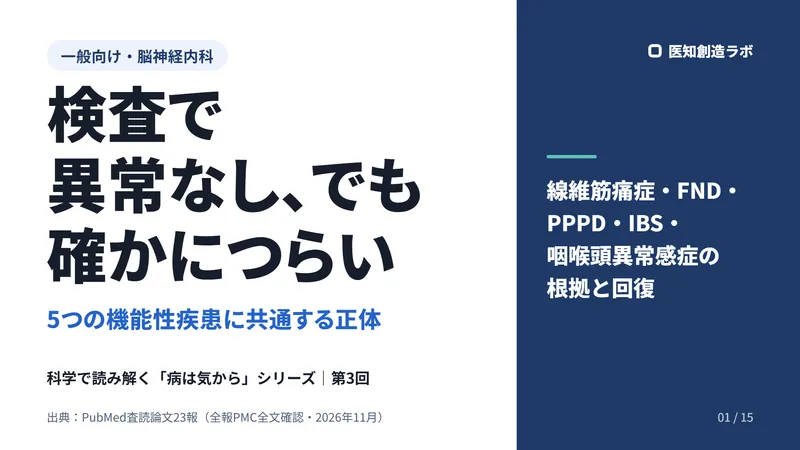 一般向け・脳神経内科
検査で
異常なし、でも
確かにつらい
5つの機能性疾患に共通する正体
科学で読み解く「病は気から」シリーズ｜第3回
出典：PubMed査読論文23報（全報PMC全文確認・2026年11月）
医知創造ラボ
線維筋痛症・FND・
PPPD・IBS・
咽喉頭異常感症の
根拠と回復
01 / 15